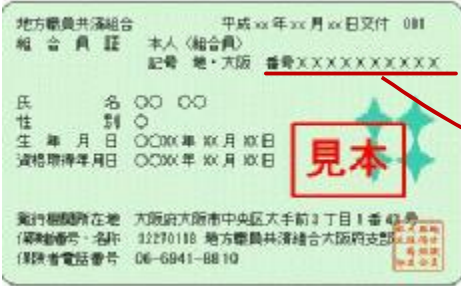 地方職員共済組合 平成xx年xx月xx日交付 001
組合員証 本人〈組合員〉
記号 地・大阪 番号XXXXXXXXXX
氏名 〇〇 〇〇
性別 〇
生年月日 〇〇XX年 XX月 XX日
資格取得年月日 〇〇XX年 XX月 XX日
見本
発行機関所在地 大阪府大阪市中央区大手前3丁目1番43号
保険者番号・名称 32270198 地方職員共済組合大阪府支部
保険者電話番号 06-6941-8810